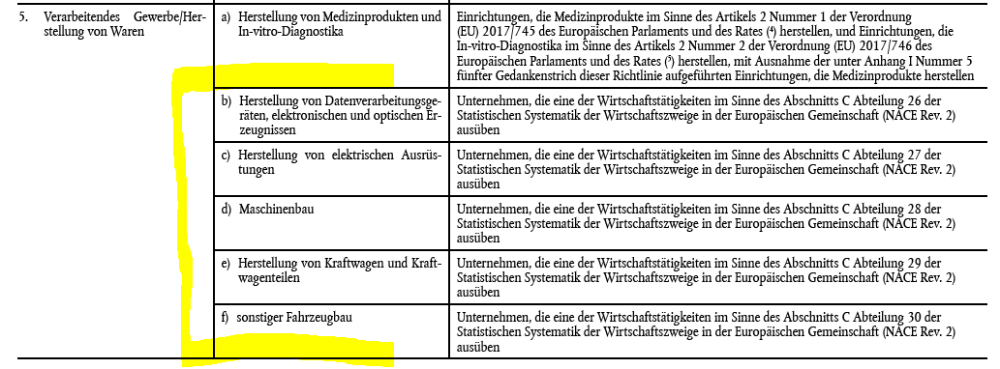 5. Verarbeitendes Gewerbe/Her-
stellung von Waren
a) Herstellung von Medizinprodukten und
In-vitro-Diagnostika
Einrichtungen, die Medizinprodukte im Sinne des Artikels 2 Nummer 1 der Verordnung
(EU) 2017/745 des Europäischen Parlaments und des Rates (⁴) herstellen, und Einrichtungen, die
In-vitro-Diagnostika im Sinne des Artikels 2 Nummer 2 der Verordnung (EU) 2017/746 des
Europäischen Parlaments und des Rates (⁵) herstellen, mit Ausnahme der unter Anhang I Nummer 5
fünfter Gedankenstrich dieser Richtlinie aufgeführten Einrichtungen, die Medizinprodukte herstellen
b) Herstellung von Datenverarbeitungsge-
räten, elektronischen und optischen Er-
zeugnissen
Unternehmen, die eine der Wirtschaftstätigkeiten im Sinne des Abschnitts C Abteilung 26 der
Statistischen Systematik der Wirtschaftszweige in der Europäischen Gemeinschaft (NACE Rev. 2)
ausüben
c) Herstellung von elektrischen Ausrüs-
tungen
Unternehmen, die eine der Wirtschaftstätigkeiten im Sinne des Abschnitts C Abteilung 27 der
Statistischen Systematik der Wirtschaftszweige in der Europäischen Gemeinschaft (NACE Rev. 2)
ausüben
d) Maschinenbau
Unternehmen, die eine der Wirtschaftstätigkeiten im Sinne des Abschnitts C Abteilung 28 der
Statistischen Systematik der Wirtschaftszweige in der Europäischen Gemeinschaft (NACE Rev. 2)
ausüben
e) Herstellung von Kraftwagen und Kraft-
wagenteilen
Unternehmen, die eine der Wirtschaftstätigkeiten im Sinne des Abschnitts C Abteilung 29 der
Statistischen Systematik der Wirtschaftszweige in der Europäischen Gemeinschaft (NACE Rev. 2)
ausüben
f) sonstiger Fahrzeugbau
Unternehmen, die eine der Wirtschaftstätigkeiten im Sinne des Abschnitts C Abteilung 30 der
Statistischen Systematik der Wirtschaftszweige in der Europäischen Gemeinschaft (NACE Rev. 2)
ausüben